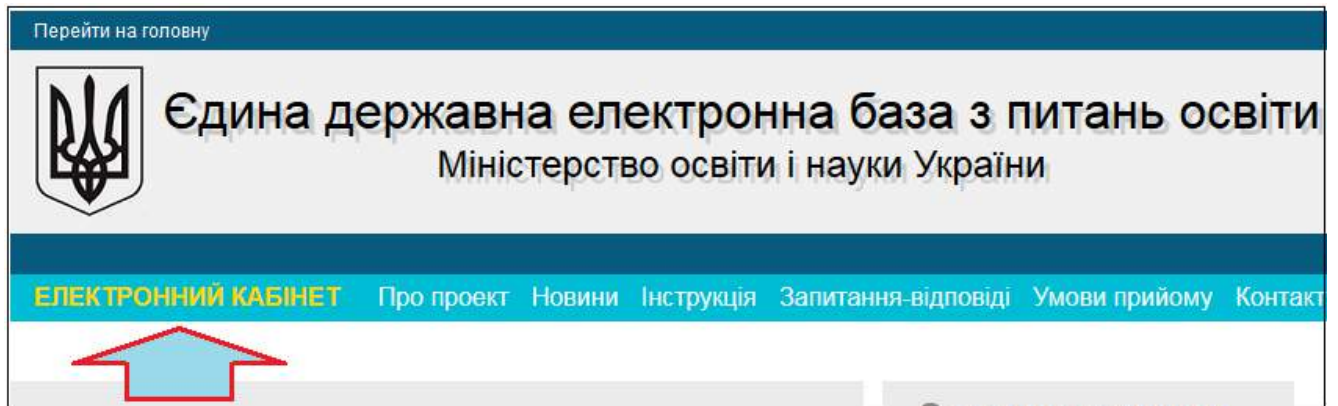 Перейти на головну
Єдина державна електронна база з питань освіти
Міністерство освіти і науки України
ЕЛЕКТРОННИЙ КАБІНЕТ Про проект Новини Інструкція Запитання-відповіді Умови прийому Контакт